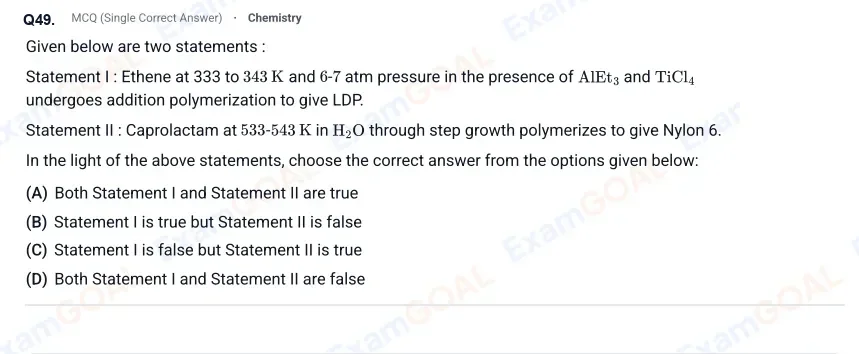 Q49. MCQ (Single Correct Answer) · Chemistry
Given below are two statements :
Statement I : Ethene at 333 to 343 K and 6-7 atm pressure in the presence of AlEt₃ and TiCl₄
undergoes addition polymerization to give LDP.
Statement II : Caprolactam at 533-543 K in H₂O through step growth polymerizes to give Nylon 6.
In the light of the above statements, choose the correct answer from the options given below:
(A) Both Statement I and Statement II are true
(B) Statement I is true but Statement II is false
(C) Statement I is false but Statement II is true
(D) Both Statement I and Statement II are false
ExamGOAL